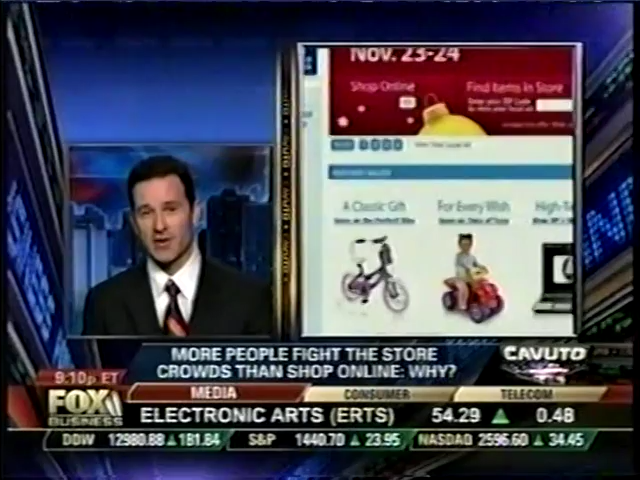 NOV. 23-24
Shop Online
Find Items In Store
A Classic Gift
For Every Wish
High-Te
MORE PEOPLE FIGHT THE STORE
CROWDS THAN SHOP ONLINE: WHY?
CAVUTO
9:10p ET
MEDIA
CONSUMER
TELECOM
FOX
BUSINESS
ELECTRONIC ARTS (ERTS) 54.29 ▲ 0.48
DOW 12980.88 ▲ 181.84 S&P 1440.70 ▲ 23.95 NASDAQ 2596.60 ▲ 34.45